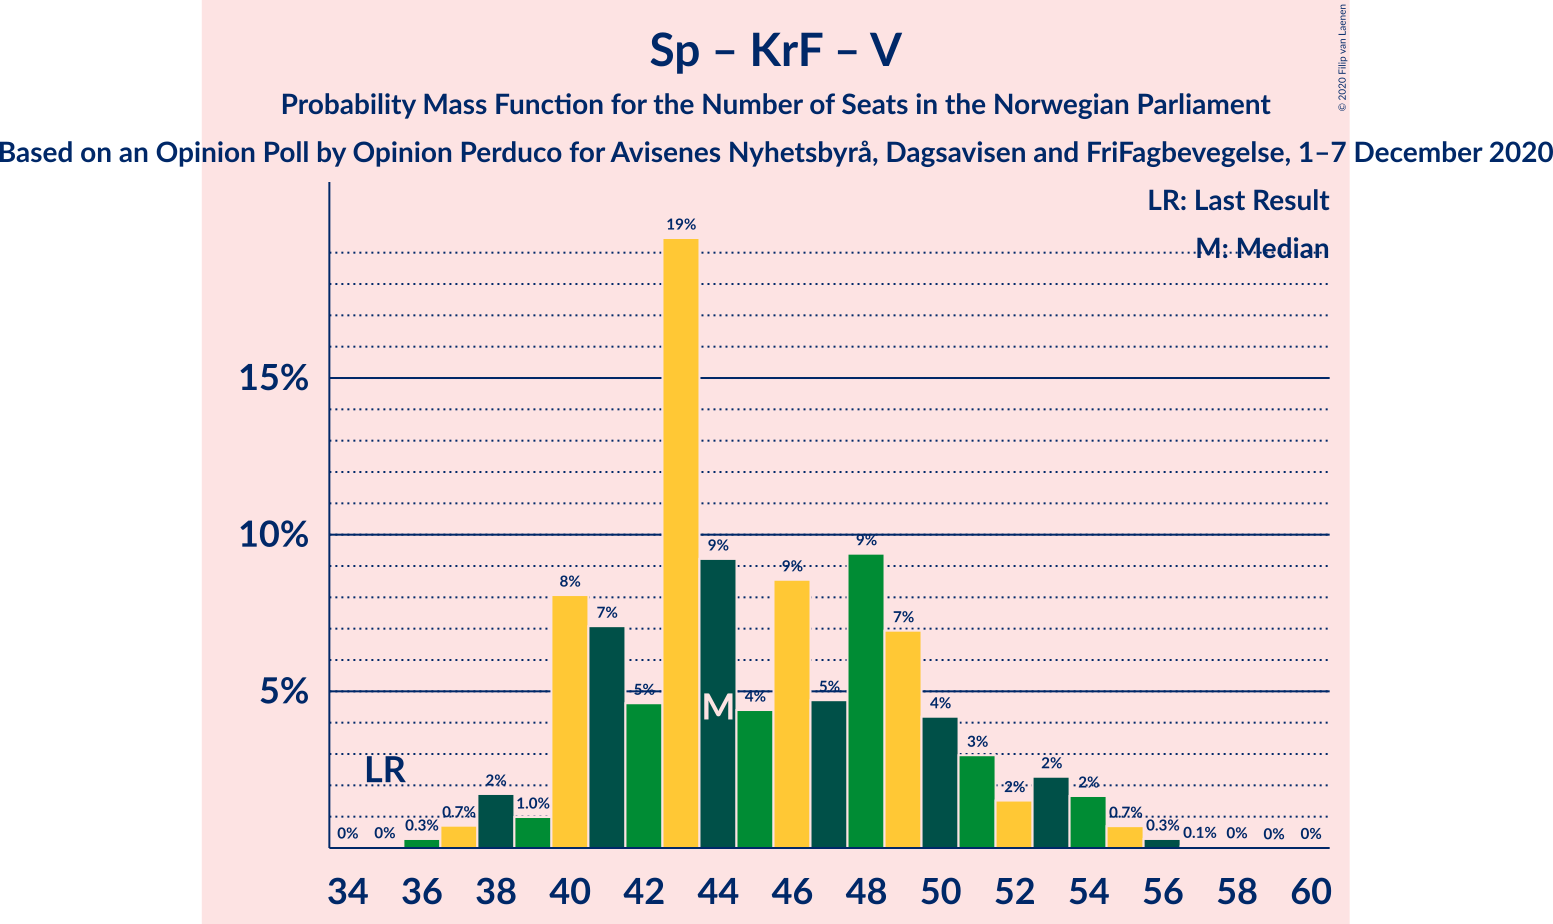 Sp – KrF – V
Probability Mass Function for the Number of Seats in the Norwegian Parliament
Based on an Opinion Poll by Opinion Perduco for Avisenes Nyhetsbyrå, Dagsavisen and FriFagbevegelse, 1–7 December 2020
© 2020 Filip van Laenen
LR: Last Result
M: Median
15%
10%
5%
0% 0% 0.3% 0.7% 2% 1.0% 8% 7% 5% 19% 9% 4% 9% 5% 9% 7% 4% 3% 2% 2% 2% 0.7% 0.3% 0.1% 0% 0% 0%
LR
M
34 36 38 40 42 44 46 48 50 52 54 56 58 60